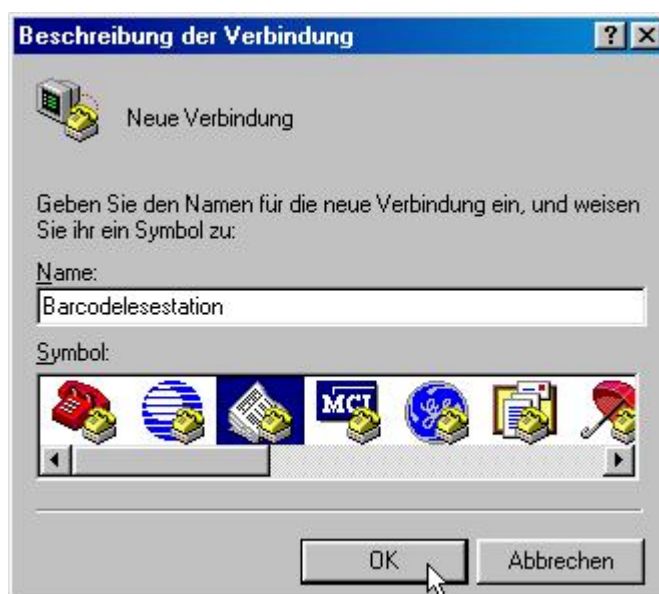 Beschreibung der Verbindung
Neue Verbindung
Geben Sie den Namen für die neue Verbindung ein, und weisen
Sie ihr ein Symbol zu:
Name:
Barcodelesestation
Symbol:
MCI
OK
Abbrechen